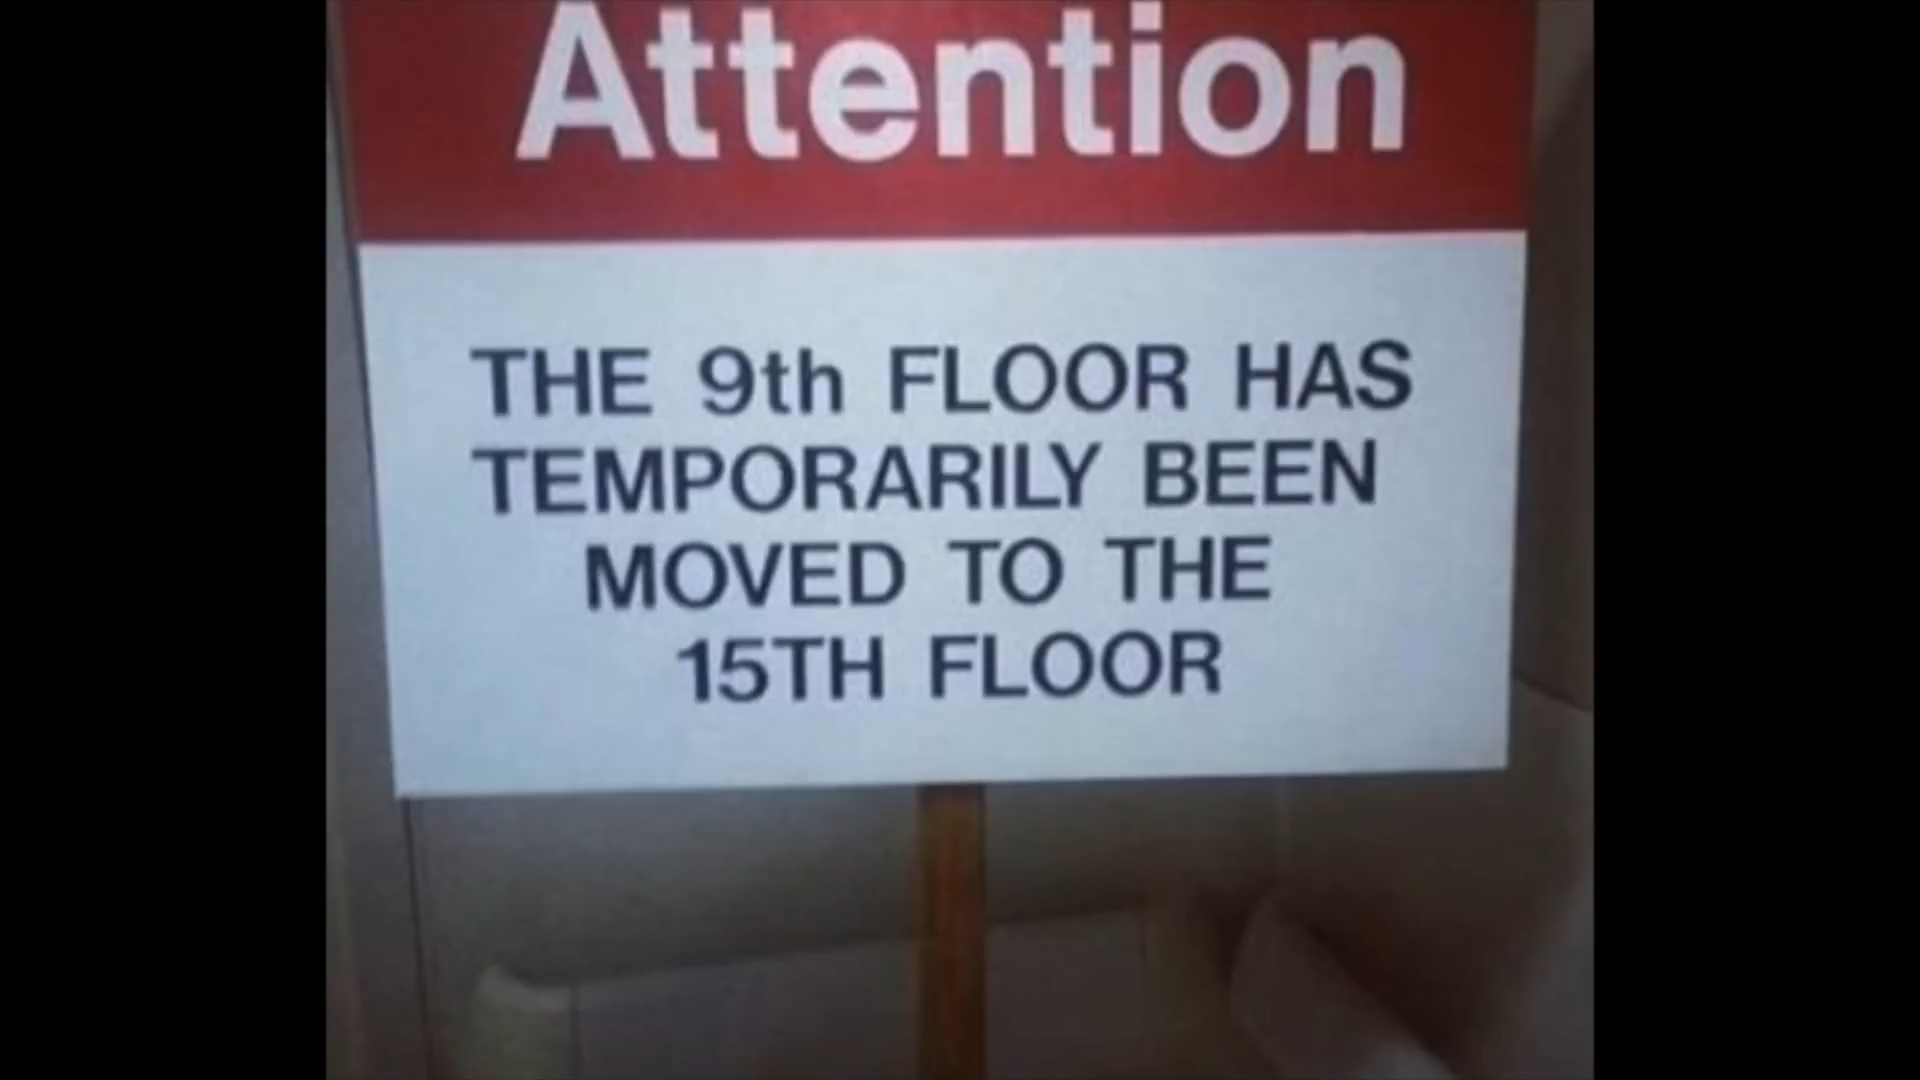 Attention
THE 9th FLOOR HAS
TEMPORARILY BEEN
MOVED TO THE
15TH FLOOR